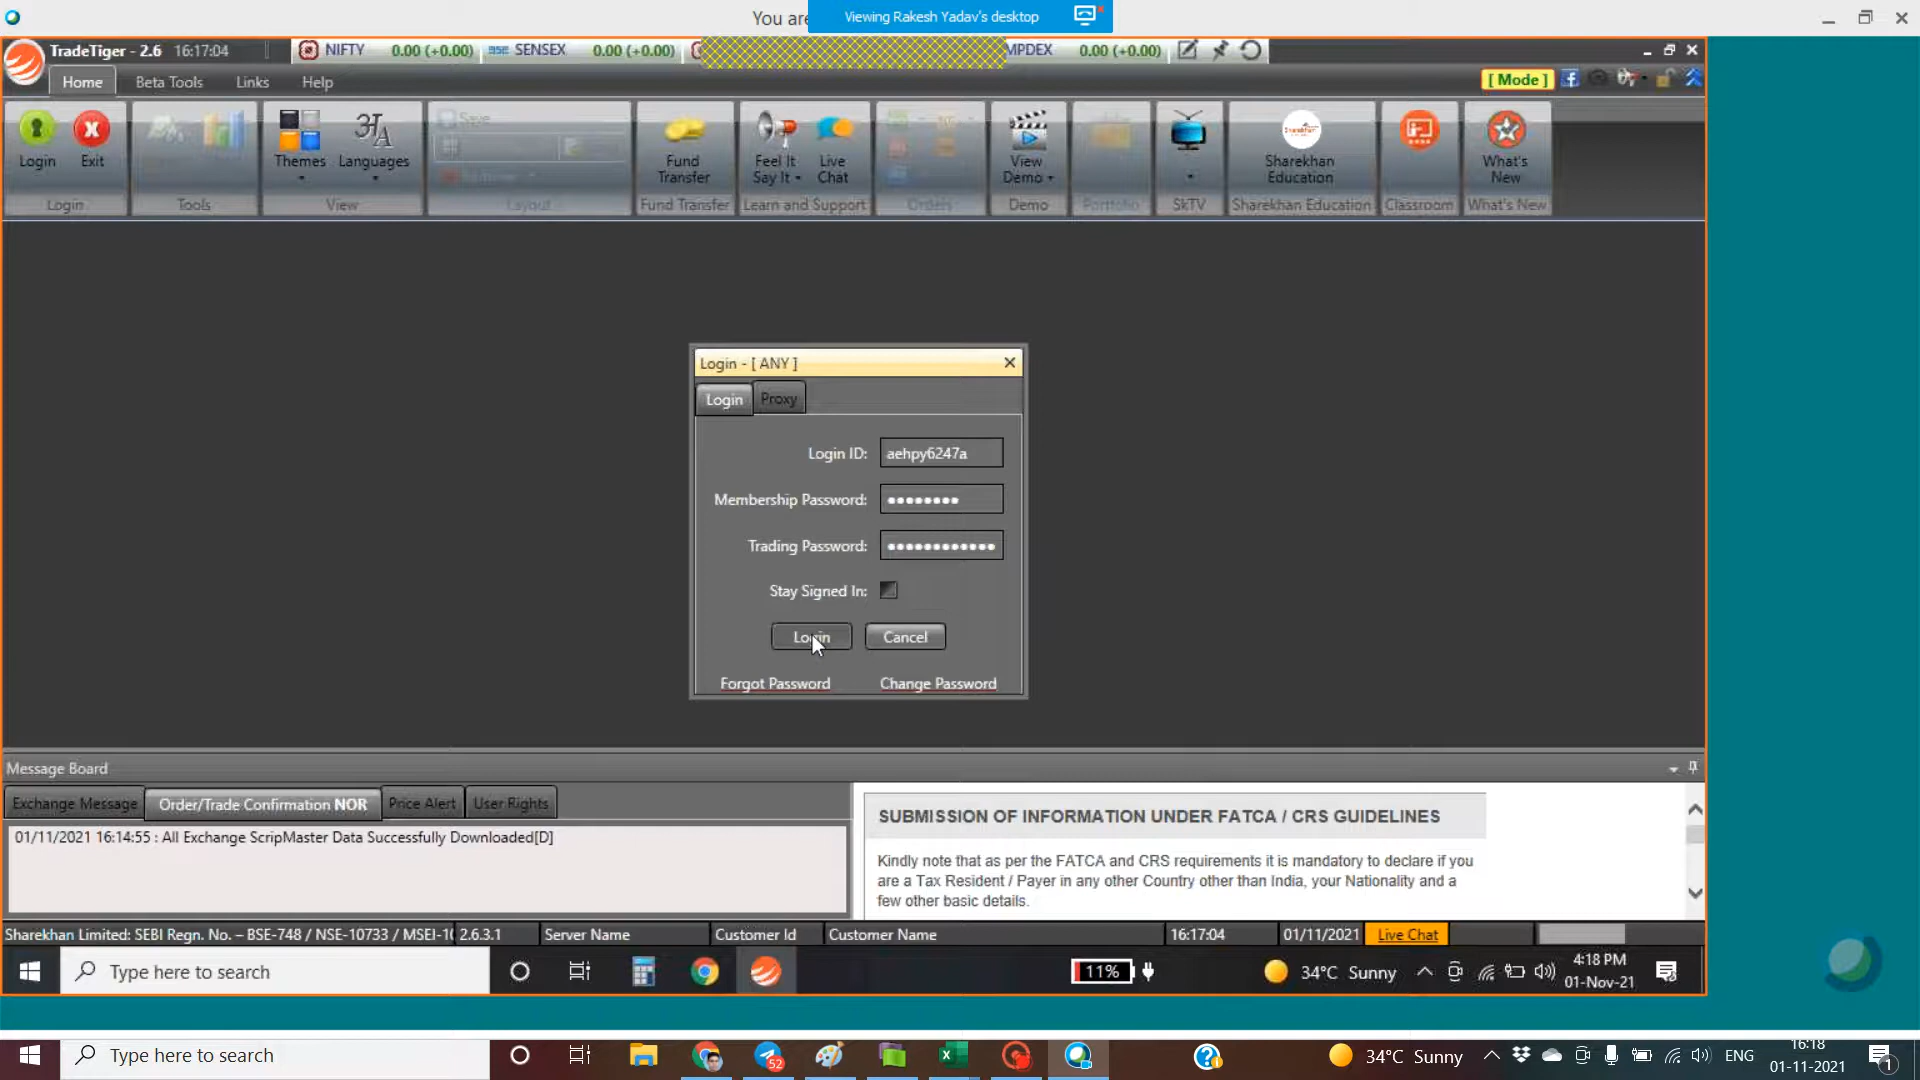 You are
Viewing Rakesh Yadav's desktop
TradeTiger - 2.6 16:17:04
NIFTY 0.00 (+0.00) BSE SENSEX 0.00 (+0.00) MPDEX 0.00 (+0.00)
Home Beta Tools Links Help
[ Mode ]
Save
Login Exit Themes Languages Fund Transfer Feel It Say It Live Chat View Demo Sharekhan Education What's New
Login Tools View Layout Fund Transfer Learn and Support Orders Demo Portfolio SkTV Sharekhan Education Classroom What's New
Login - [ ANY ]
Login Proxy
Login ID: aehpy6247a
Membership Password: ●●●●●●●●
Trading Password: ●●●●●●●●●●●●
Stay Signed In:
Login Cancel
Forgot Password Change Password
Message Board
Exchange Message Order/Trade Confirmation NOR Price Alert User Rights
01/11/2021 16:14:55 : All Exchange ScripMaster Data Successfully Downloaded[D]
SUBMISSION OF INFORMATION UNDER FATCA / CRS GUIDELINES
Kindly note that as per the FATCA and CRS requirements it is mandatory to declare if you
are a Tax Resident / Payer in any other Country other than India, your Nationality and a
few other basic details.
Sharekhan Limited: SEBI Regn. No. – BSE-748 / NSE-10733 / MSEI-1 2.6.3.1 Server Name Customer Id Customer Name 16:17:04 01/11/2021 Live Chat
Type here to search 11% 34°C Sunny 4:18 PM
01-Nov-21
Type here to search 52 34°C Sunny ENG 16:18
01-11-2021 1